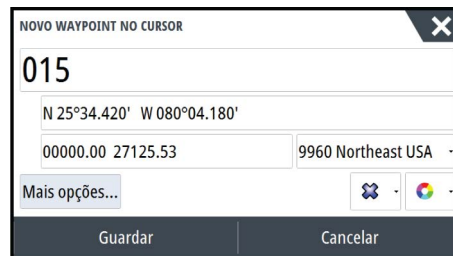 NOVO WAYPOINT NO CURSOR
015
N 25°34.420' W 080°04.180'
00000.00 27125.53 9960 Northeast USA
Mais opções...
Guardar Cancelar